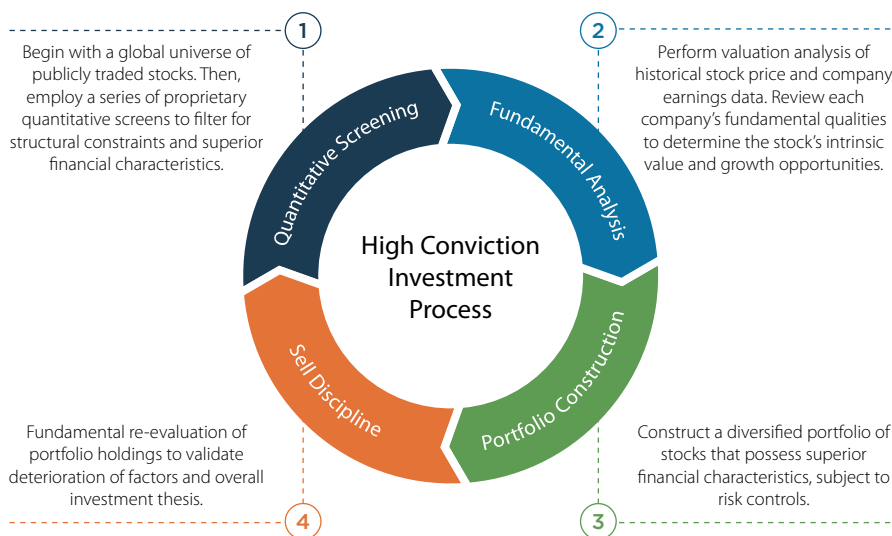 1
Begin with a global universe of
publicly traded stocks. Then,
employ a series of proprietary
quantitative screens to filter for
structural constraints and superior
financial characteristics.
2
Perform valuation analysis of
historical stock price and company
earnings data. Review each
company's fundamental qualities
to determine the stock's intrinsic
value and growth opportunities.
Quantitative Screening
Fundamental Analysis
High Conviction
Investment
Process
Sell Discipline
Portfolio Construction
Fundamental re-evaluation of
portfolio holdings to validate
deterioration of factors and overall
investment thesis.
4
Construct a diversified portfolio of
stocks that possess superior
financial characteristics, subject to
risk controls.
3